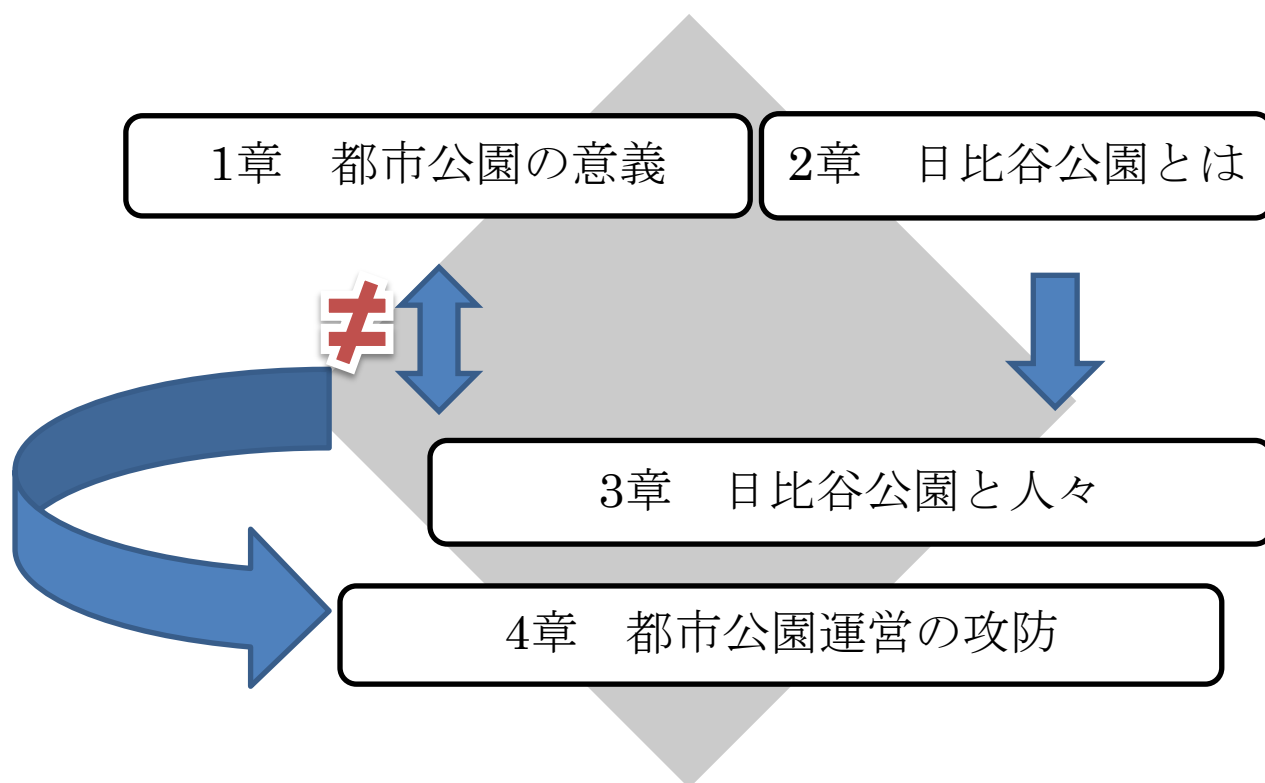 1章　都市公園の意義
2章　日比谷公園とは
≠
3章　日比谷公園と人々
4章　都市公園運営の攻防